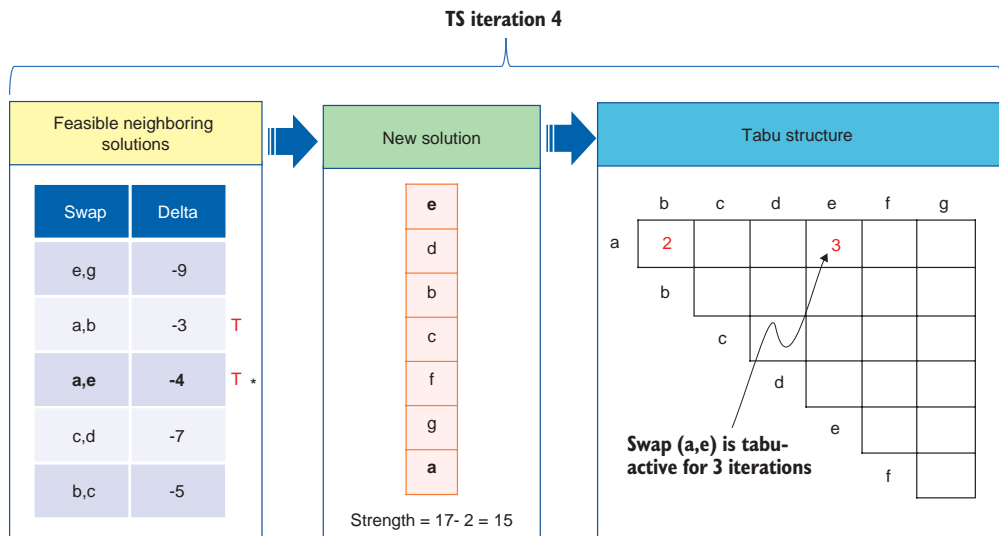 TS iteration 4
Feasible neighboring
solutions
New solution
Tabu structure
Swap Delta
e,g -9
a,b -3 T
a,e -4 T *
c,d -7
b,c -5
e
d
b
c
f
g
a
Strength = 17- 2 = 15
b c d e f g
a 2 3
b
c
d
e
f
Swap (a,e) is tabu-
active for 3 iterations